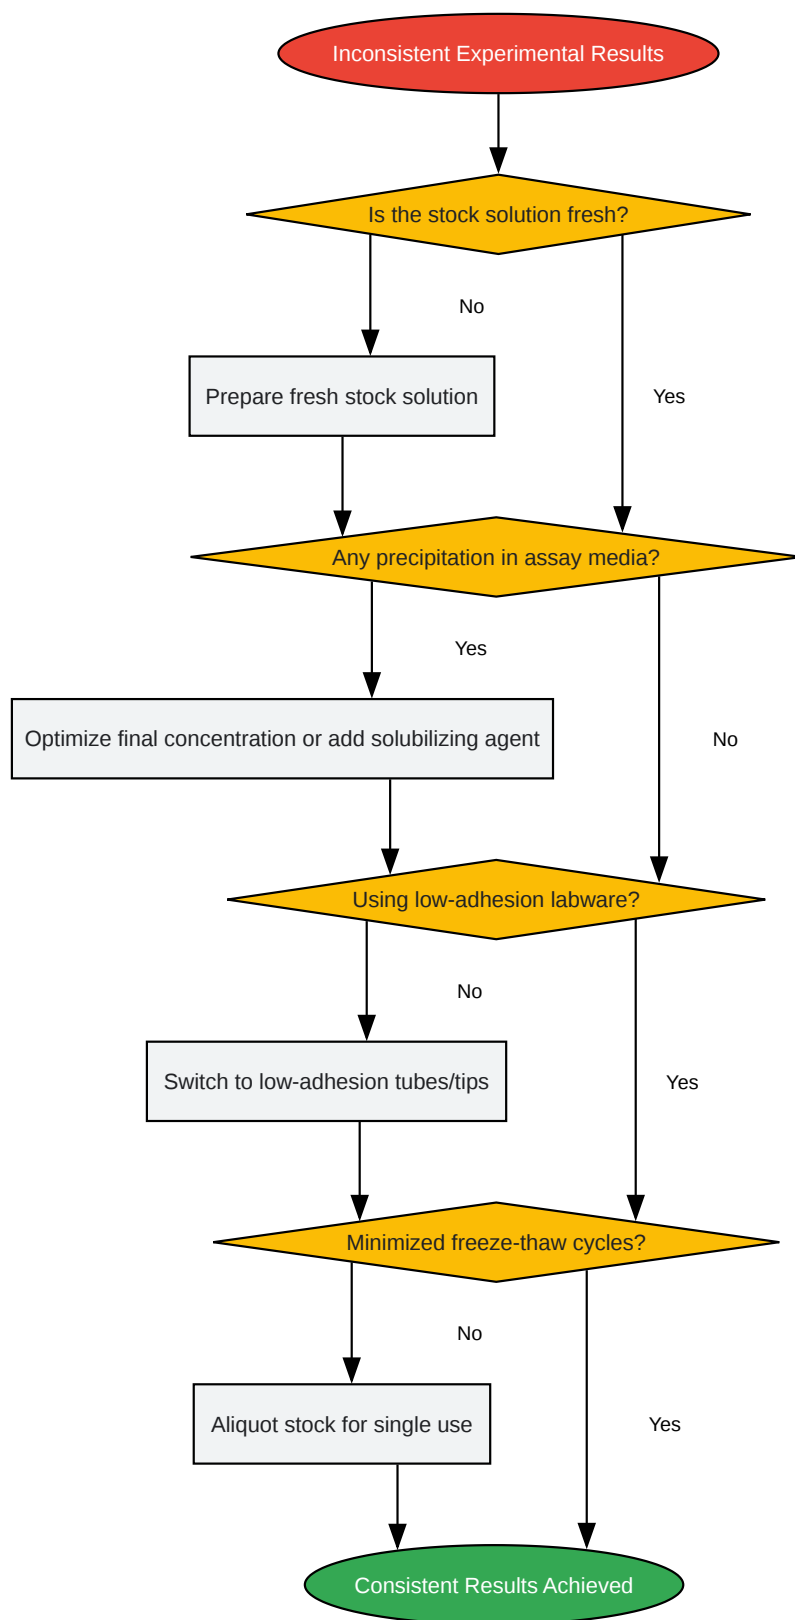 Inconsistent Experimental Results
Is the stock solution fresh?
No
Prepare fresh stock solution
Yes
Any precipitation in assay media?
Yes
Optimize final concentration or add solubilizing agent
No
Using low-adhesion labware?
No
Switch to low-adhesion tubes/tips
Yes
Minimized freeze-thaw cycles?
No
Aliquot stock for single use
Yes
Consistent Results Achieved